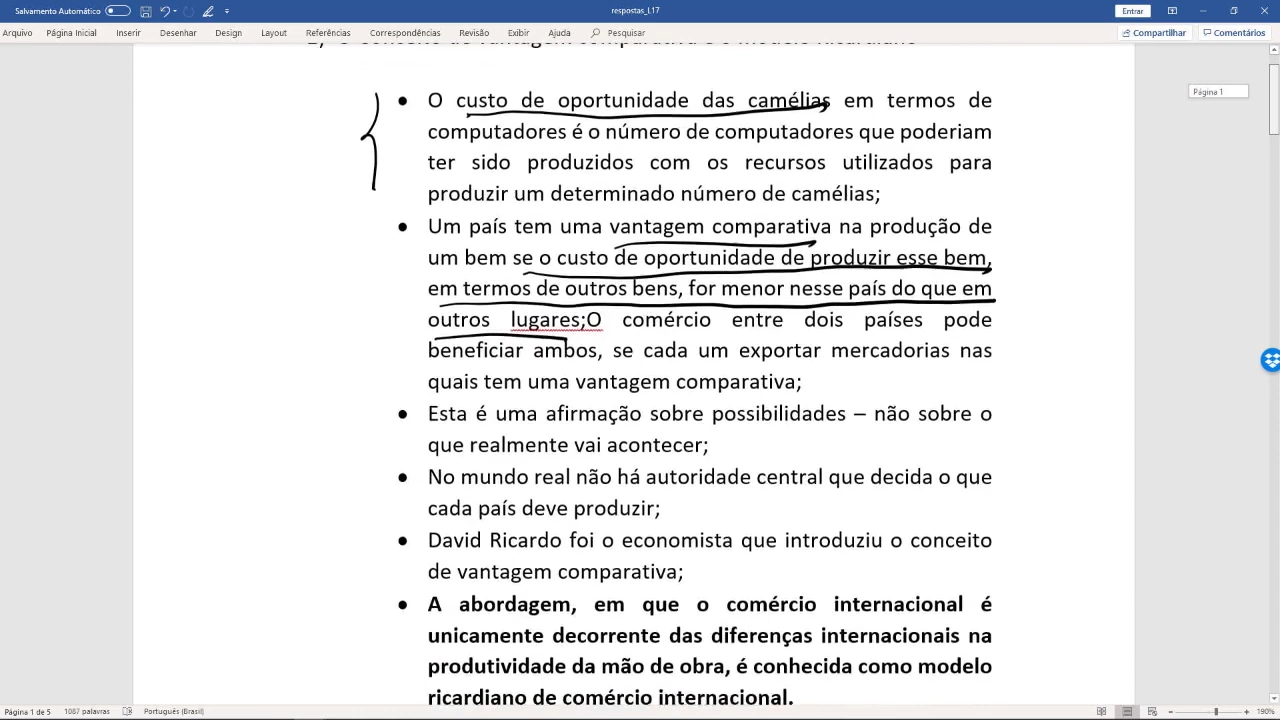 Salvamento Automático
respostas_L17
Entrar
Arquivo Página Inicial Inserir Desenhar Design Layout Referências Correspondências Revisão Exibir Ajuda Pesquisar Compartilhar Comentários
Página 1
O custo de oportunidade das camélias em termos de
computadores é o número de computadores que poderiam
ter sido produzidos com os recursos utilizados para
produzir um determinado número de camélias;
Um país tem uma vantagem comparativa na produção de
um bem se o custo de oportunidade de produzir esse bem,
em termos de outros bens, for menor nesse país do que em
outros lugares;O comércio entre dois países pode
beneficiar ambos, se cada um exportar mercadorias nas
quais tem uma vantagem comparativa;
Esta é uma afirmação sobre possibilidades – não sobre o
que realmente vai acontecer;
No mundo real não há autoridade central que decida o que
cada país deve produzir;
David Ricardo foi o economista que introduziu o conceito
de vantagem comparativa;
A abordagem, em que o comércio internacional é
unicamente decorrente das diferenças internacionais na
produtividade da mão de obra, é conhecida como modelo
ricardiano de comércio internacional.
Página 1 de 5 1087 palavras Português (Brasil) 190%